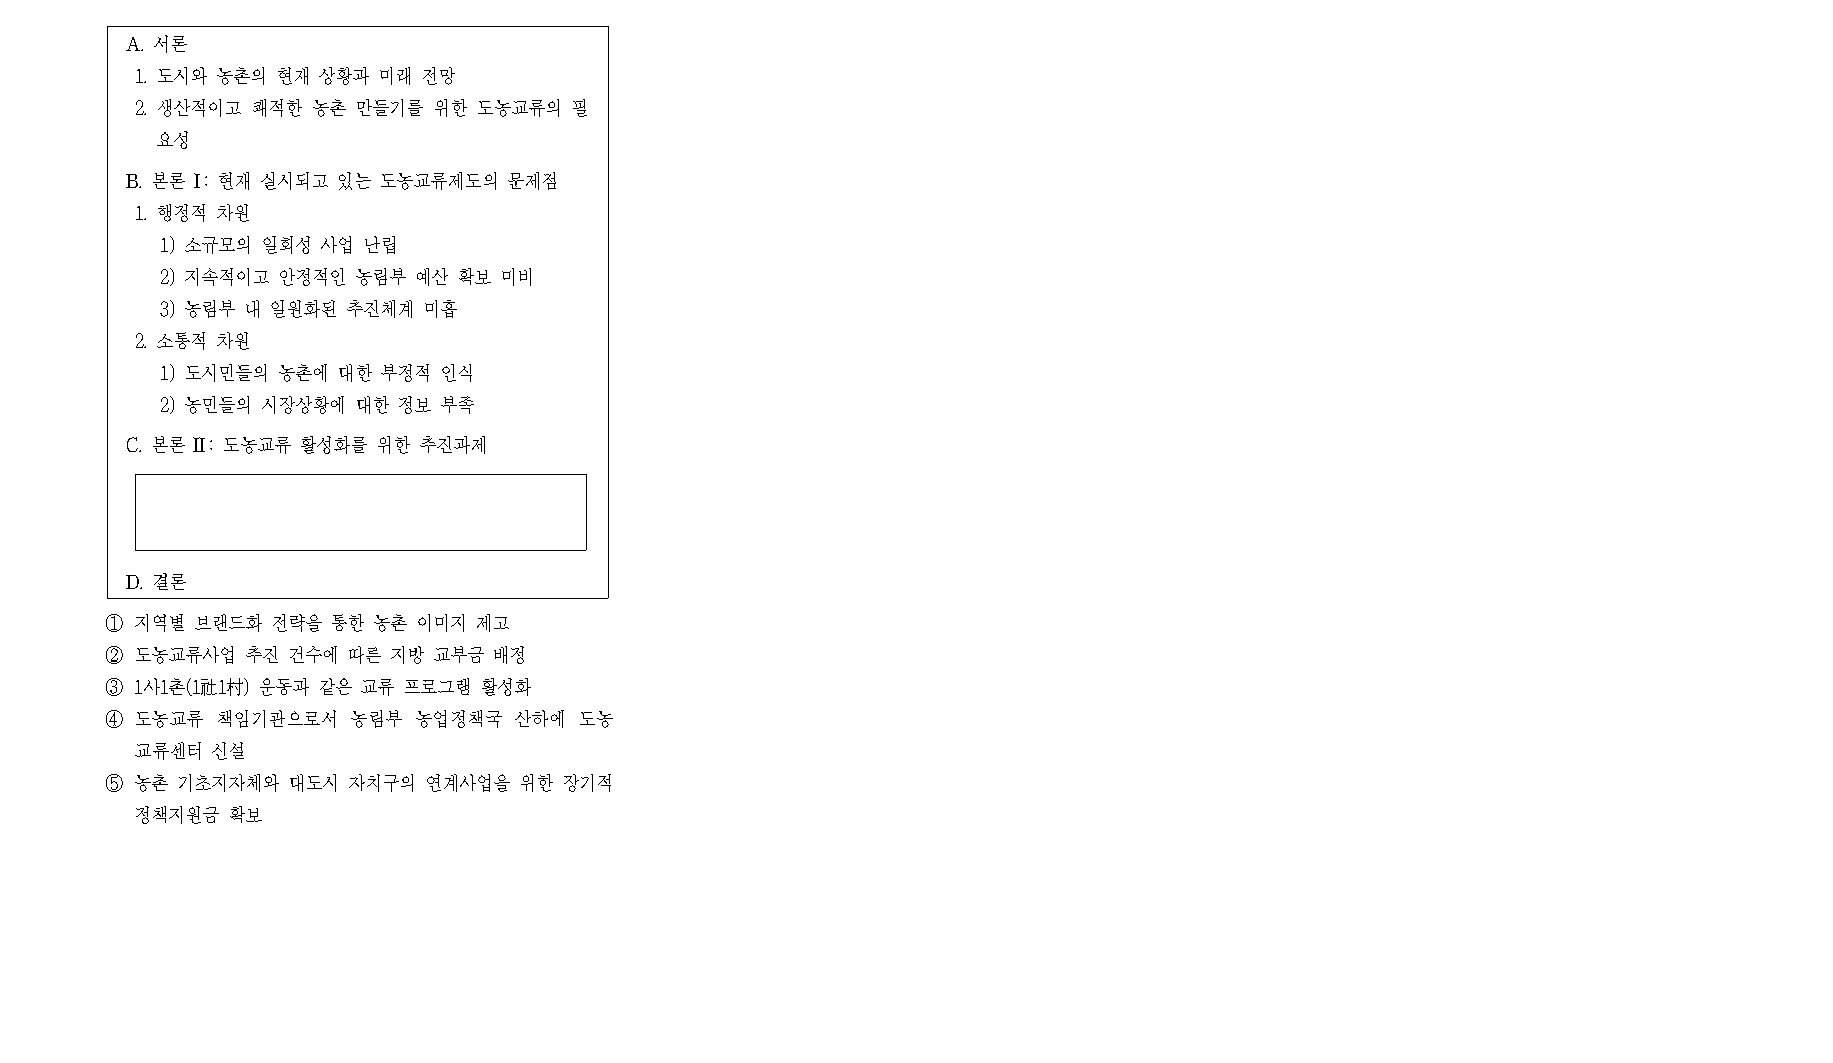 A. 서론
1. 도시와 농촌의 현재 상황과 미래 전망
2. 생산적이고 쾌적한 농촌 만들기를 위한 도농교류의 필
요성
B. 본론 I: 현재 실시되고 있는 도농교류제도의 문제점
1. 행정적 차원
1) 소규모의 일회성 사업 난립
2) 지속적이고 안정적인 농림부 예산 확보 미비
3) 농림부 내 일원화된 추진체계 미흡
2. 소통적 차원
1) 도시민들의 농촌에 대한 부정적 인식
2) 농민들의 시장상황에 대한 정보 부족
C. 본론 II: 도농교류 활성화를 위한 추진과제
D. 결론
① 지역별 브랜드화 전략을 통한 농촌 이미지 제고
② 도농교류사업 추진 건수에 따른 지방 교부금 배정
③ 1사1촌(1社1村) 운동과 같은 교류 프로그램 활성화
④ 도농교류 책임기관으로서 농림부 농업정책국 산하에 도농
교류센터 신설
⑤ 농촌 기초지자체와 대도시 자치구의 연계사업을 위한 장기적
정책지원금 확보